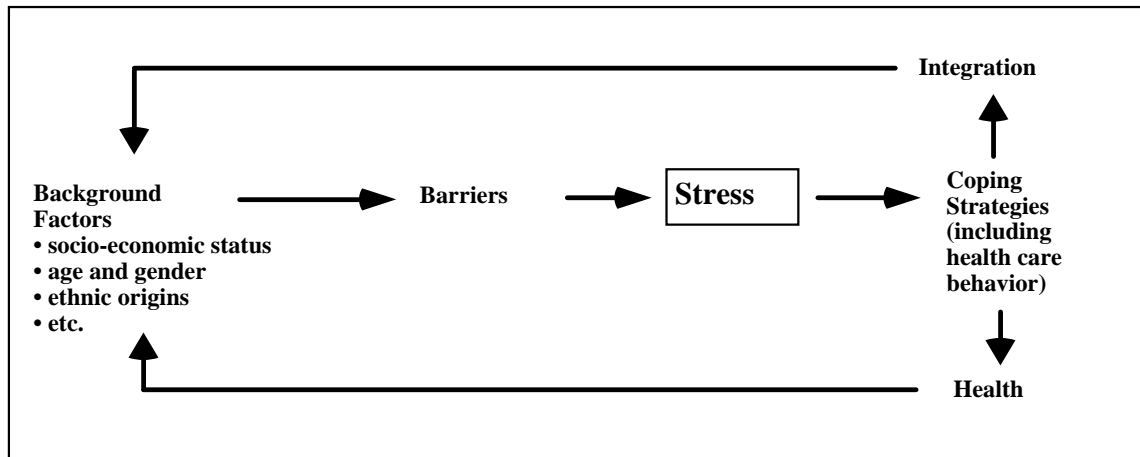 Integration
Background
Factors
• socio-economic status
• age and gender
• ethnic origins
• etc.
Barriers
Stress
Coping
Strategies
(including
health care
behavior)
Health